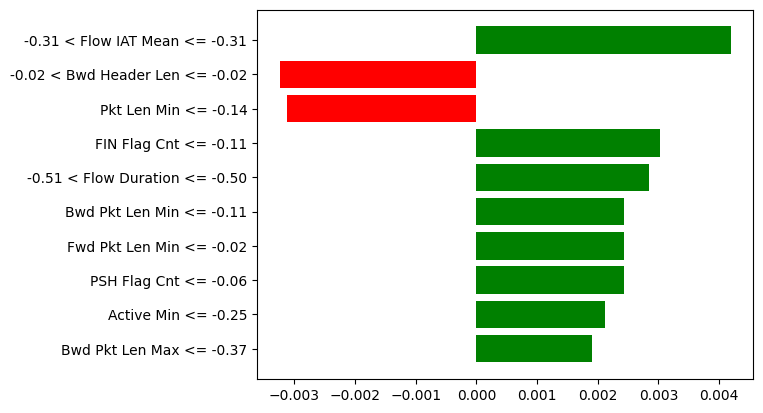 -0.31 < Flow IAT Mean <= -0.31
-0.02 < Bwd Header Len <= -0.02
Pkt Len Min <= -0.14
FIN Flag Cnt <= -0.11
-0.51 < Flow Duration <= -0.50
Bwd Pkt Len Min <= -0.11
Fwd Pkt Len Min <= -0.02
PSH Flag Cnt <= -0.06
Active Min <= -0.25
Bwd Pkt Len Max <= -0.37
−0.003 −0.002 −0.001 0.000 0.001 0.002 0.003 0.004